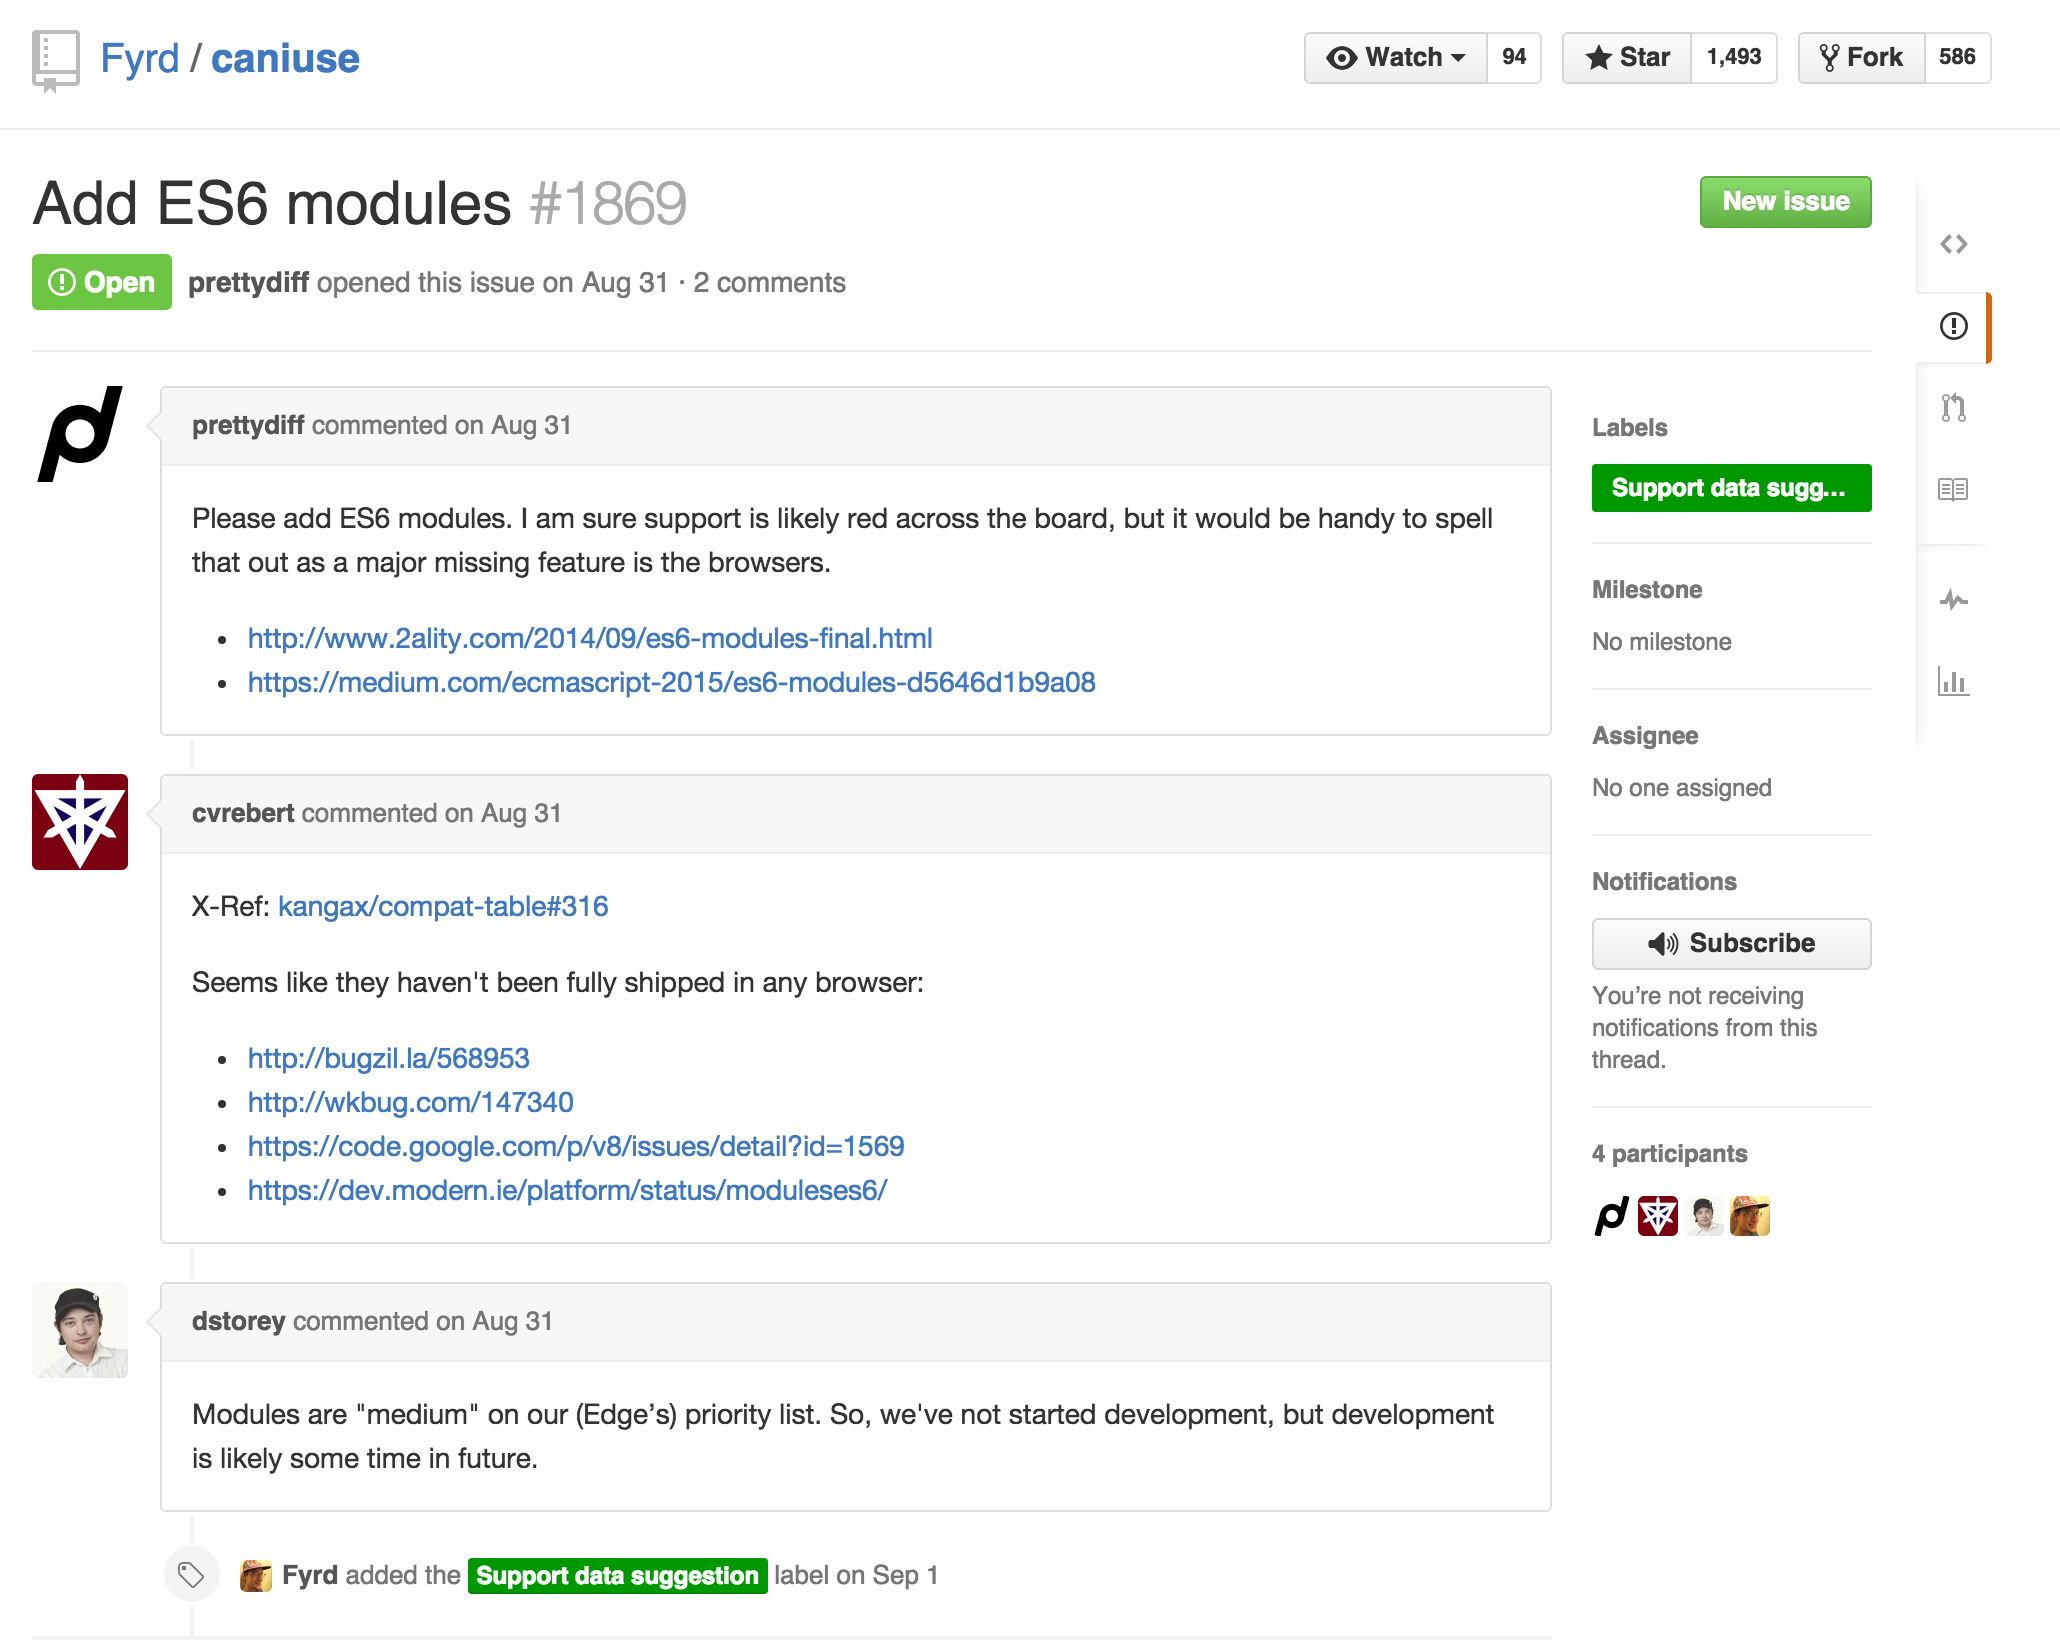 Fyrd / caniuse
Watch 94 Star 1,493 Fork 586
Add ES6 modules #1869
New issue
Open prettydiff opened this issue on Aug 31 · 2 comments
prettydiff commented on Aug 31
Please add ES6 modules. I am sure support is likely red across the board, but it would be handy to spell
that out as a major missing feature is the browsers.
• http://www.2ality.com/2014/09/es6-modules-final.html
• https://medium.com/ecmascript-2015/es6-modules-d5646d1b9a08
cvrebert commented on Aug 31
X-Ref: kangax/compat-table#316
Seems like they haven't been fully shipped in any browser:
• http://bugzil.la/568953
• http://wkbug.com/147340
• https://code.google.com/p/v8/issues/detail?id=1569
• https://dev.modern.ie/platform/status/moduleses6/
dstorey commented on Aug 31
Modules are "medium" on our (Edge’s) priority list. So, we've not started development, but development
is likely some time in future.
Fyrd added the Support data suggestion label on Sep 1
Labels
Support data sugg...
Milestone
No milestone
Assignee
No one assigned
Notifications
Subscribe
You’re not receiving
notifications from this
thread.
4 participants